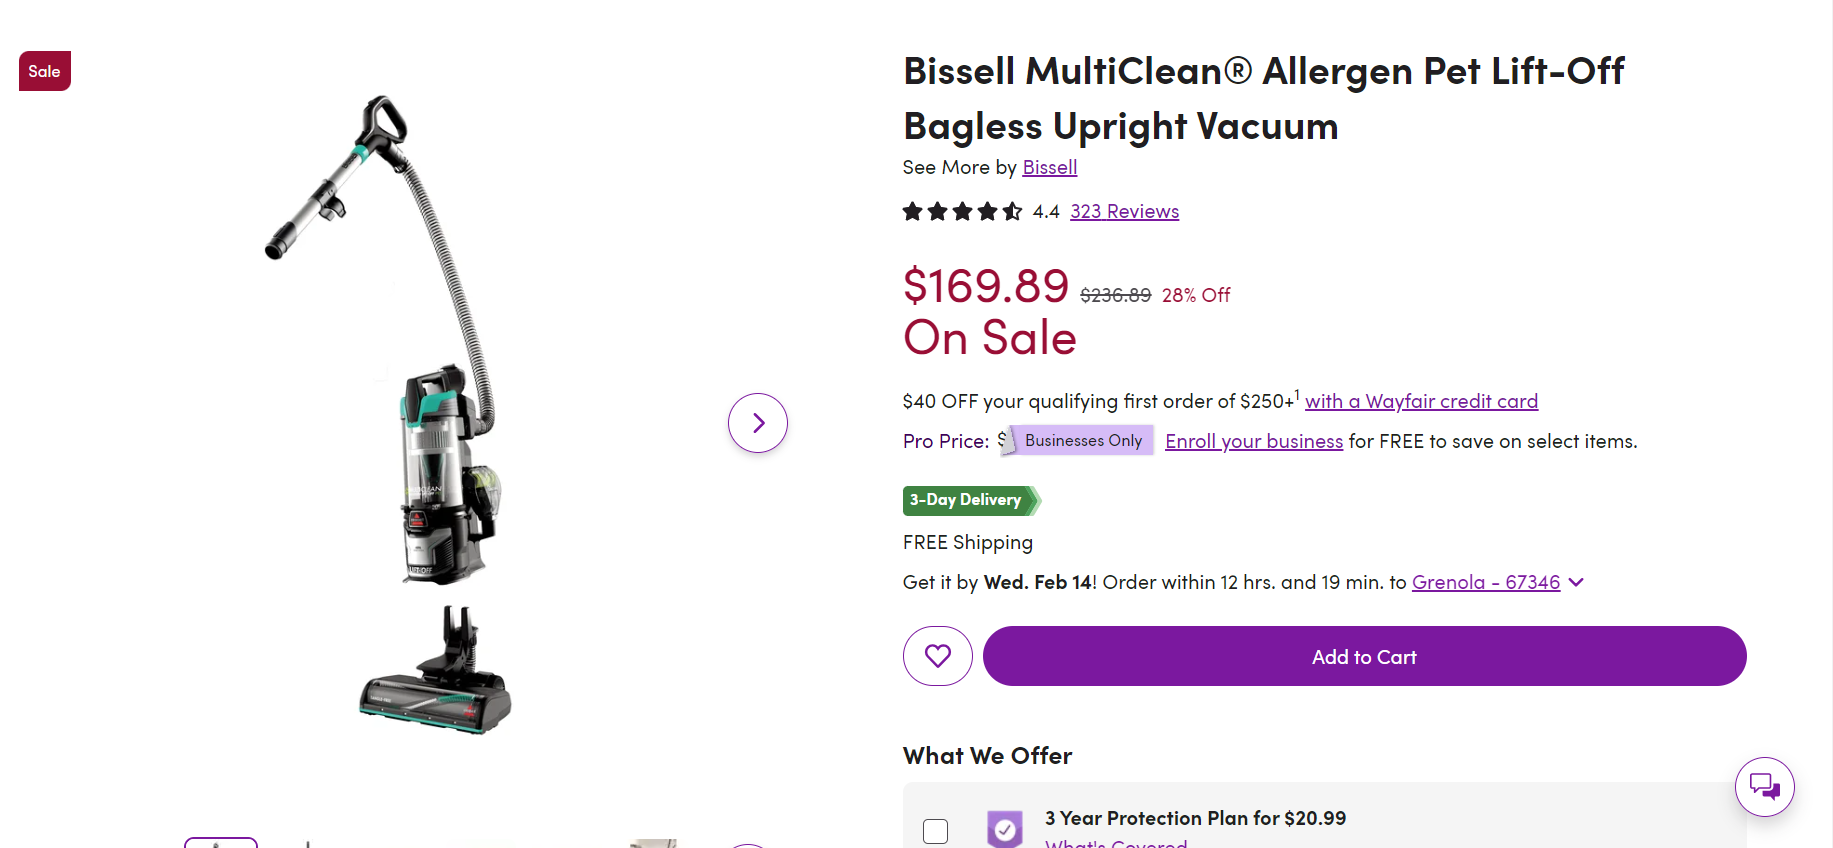 Sale
Bissell MultiClean® Allergen Pet Lift-Off
Bagless Upright Vacuum
See More by Bissell
4.4 323 Reviews
$169.89 $236.89 28% Off
On Sale
$40 OFF your qualifying first order of $250+¹ with a Wayfair credit card
Pro Price: $ Businesses Only Enroll your business for FREE to save on select items.
3-Day Delivery
FREE Shipping
Get it by Wed. Feb 14! Order within 12 hrs. and 19 min. to Grenola - 67346
Add to Cart
What We Offer
3 Year Protection Plan for $20.99
What's Covered
LIFT-OFF